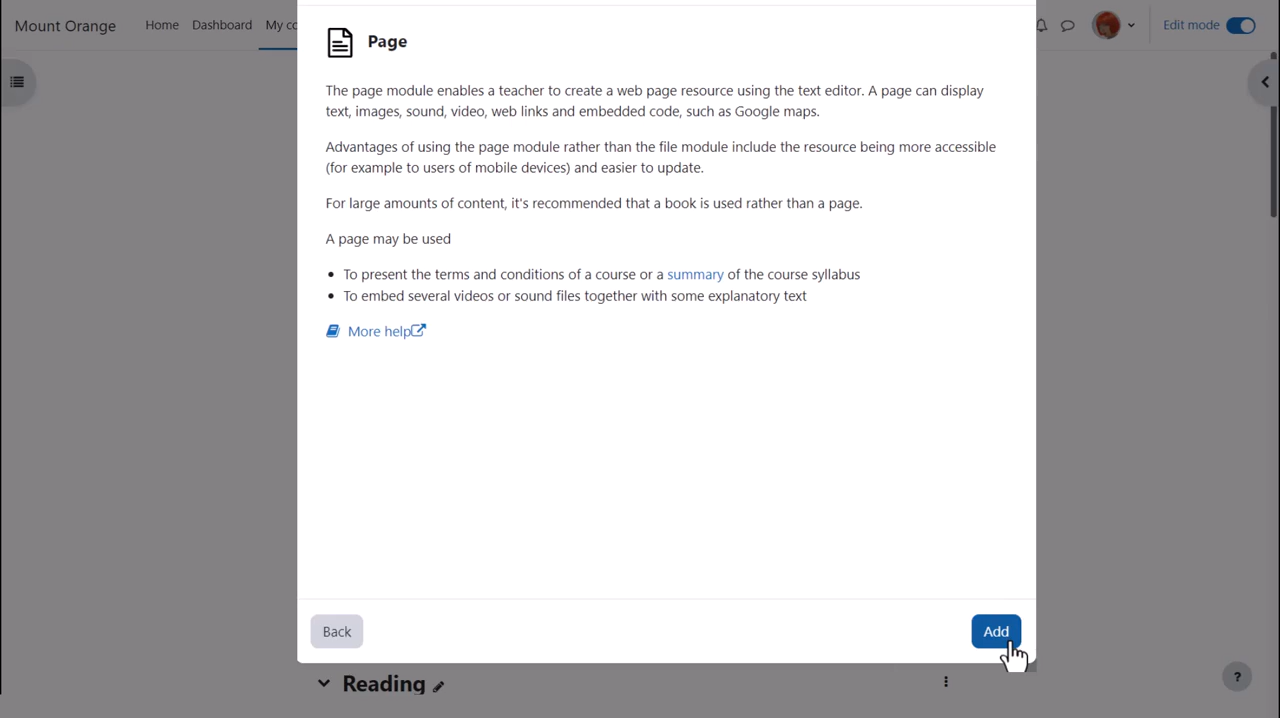 Mount Orange
Home
Dashboard
My co
Edit mode
Page
The page module enables a teacher to create a web page resource using the text editor. A page can display
text, images, sound, video, web links and embedded code, such as Google maps.
Advantages of using the page module rather than the file module include the resource being more accessible
(for example to users of mobile devices) and easier to update.
For large amounts of content, it's recommended that a book is used rather than a page.
A page may be used
• To present the terms and conditions of a course or a summary of the course syllabus
• To embed several videos or sound files together with some explanatory text
More help
Back
Add
Reading
?